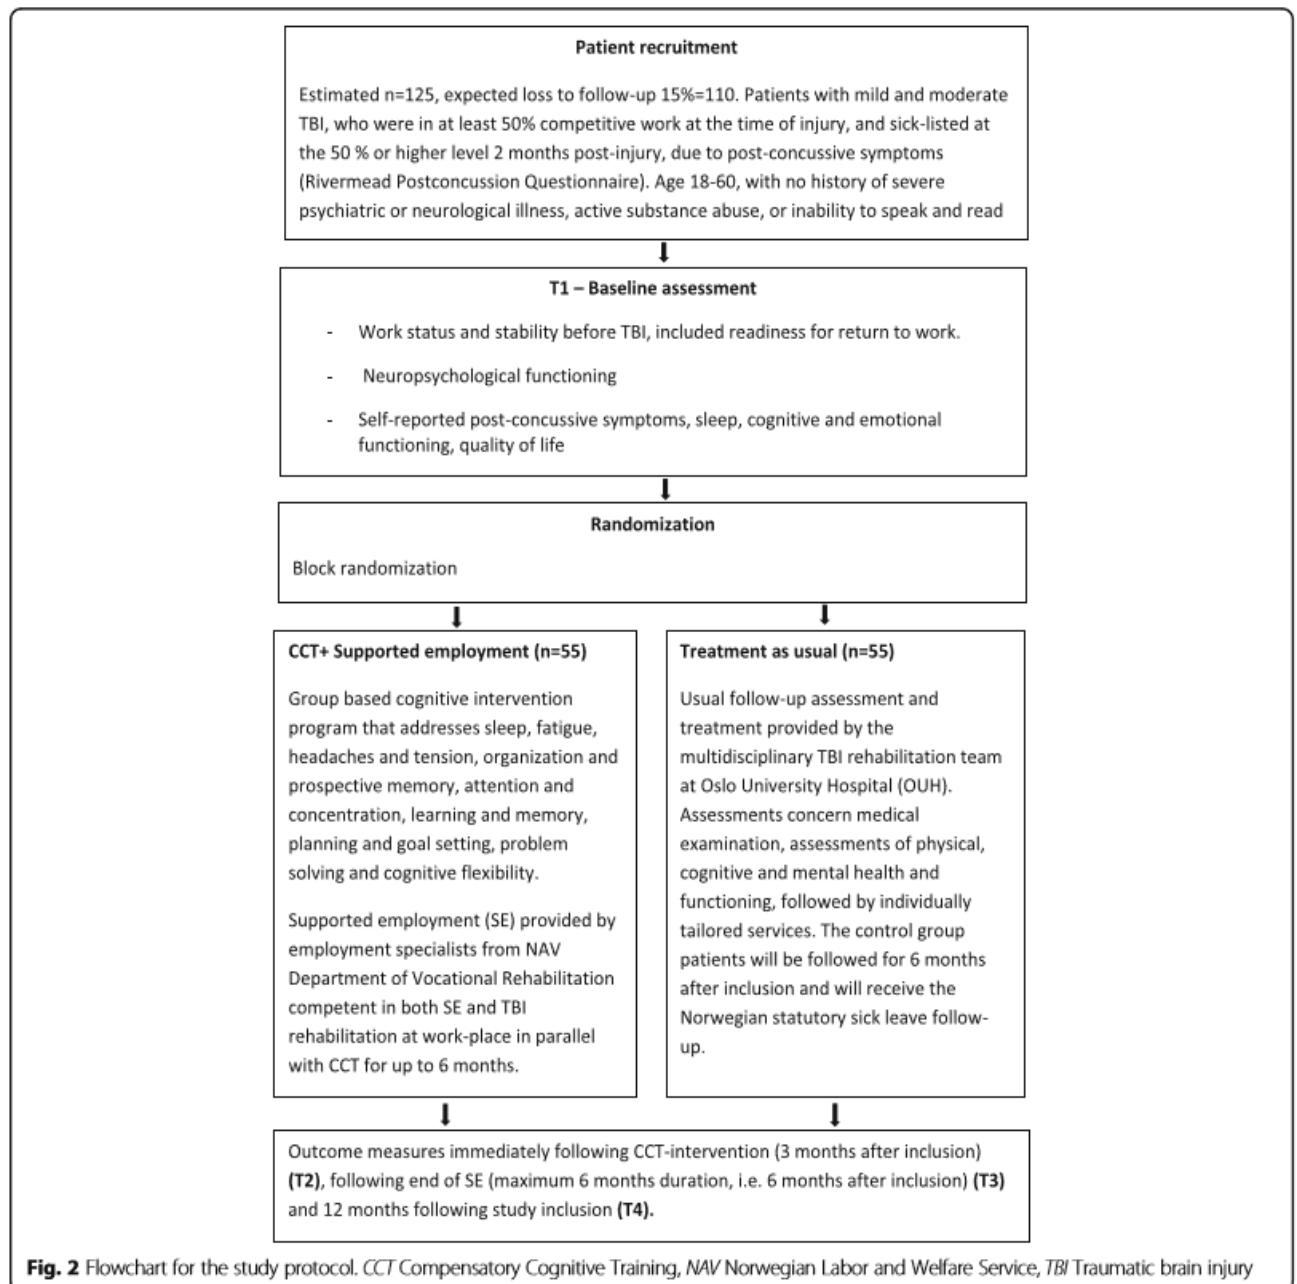 Patient recruitment
Estimated n=125, expected loss to follow-up 15%=110. Patients with mild and moderate
TBI, who were in at least 50% competitive work at the time of injury, and sick-listed at
the 50 % or higher level 2 months post-injury, due to post-concussive symptoms
(Rivermead Postconcussion Questionnaire). Age 18-60, with no history of severe
psychiatric or neurological illness, active substance abuse, or inability to speak and read
T1 – Baseline assessment
- Work status and stability before TBI, included readiness for return to work.
- Neuropsychological functioning
- Self-reported post-concussive symptoms, sleep, cognitive and emotional
functioning, quality of life
Randomization
Block randomization
CCT+ Supported employment (n=55)
Group based cognitive intervention
program that addresses sleep, fatigue,
headaches and tension, organization and
prospective memory, attention and
concentration, learning and memory,
planning and goal setting, problem
solving and cognitive flexibility.
Supported employment (SE) provided by
employment specialists from NAV
Department of Vocational Rehabilitation
competent in both SE and TBI
rehabilitation at work-place in parallel
with CCT for up to 6 months.
Treatment as usual (n=55)
Usual follow-up assessment and
treatment provided by the
multidisciplinary TBI rehabilitation team
at Oslo University Hospital (OUH).
Assessments concern medical
examination, assessments of physical,
cognitive and mental health and
functioning, followed by individually
tailored services. The control group
patients will be followed for 6 months
after inclusion and will receive the
Norwegian statutory sick leave follow-
up.
Outcome measures immediately following CCT-intervention (3 months after inclusion)
(T2), following end of SE (maximum 6 months duration, i.e. 6 months after inclusion) (T3)
and 12 months following study inclusion (T4).
Fig. 2 Flowchart for the study protocol. CCT Compensatory Cognitive Training, NAV Norwegian Labor and Welfare Service, TBI Traumatic brain injury